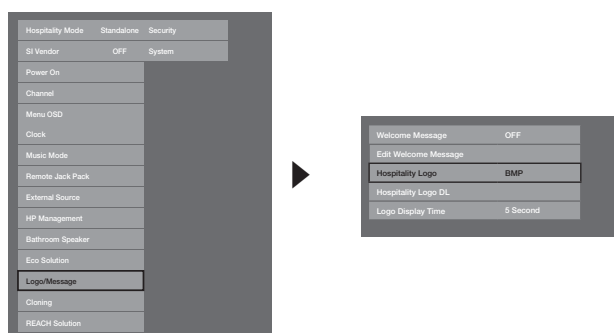 Hospitality Mode Standalone Security
SI Vendor OFF System
Power On
Channel
Menu OSD
Clock
Music Mode
Remote Jack Pack
External Source
HP Management
Bathroom Speaker
Eco Solution
Logo/Message
Cloning
REACH Solution
Welcome Message OFF
Edit Welcome Message
Hospitality Logo BMP
Hospitality Logo DL
Logo Display Time 5 Second